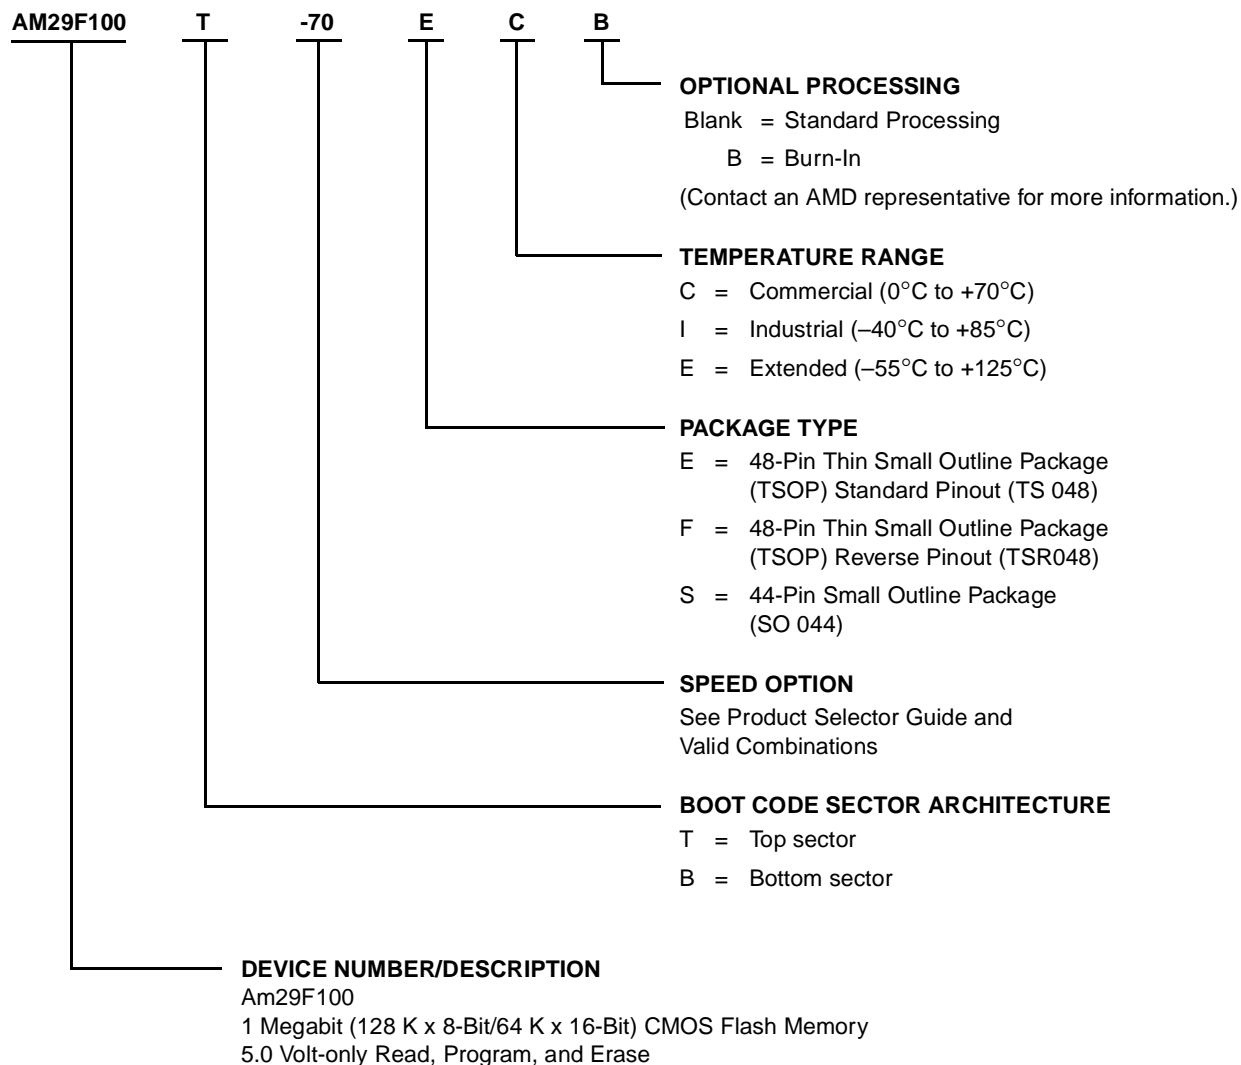 AM29F100 T -70 E C B
OPTIONAL PROCESSING
Blank = Standard Processing
B = Burn-In
(Contact an AMD representative for more information.)
TEMPERATURE RANGE
C = Commercial (0°C to +70°C)
I = Industrial (–40°C to +85°C)
E = Extended (–55°C to +125°C)
PACKAGE TYPE
E = 48-Pin Thin Small Outline Package
(TSOP) Standard Pinout (TS 048)
F = 48-Pin Thin Small Outline Package
(TSOP) Reverse Pinout (TSR048)
S = 44-Pin Small Outline Package
(SO 044)
SPEED OPTION
See Product Selector Guide and
Valid Combinations
BOOT CODE SECTOR ARCHITECTURE
T = Top sector
B = Bottom sector
DEVICE NUMBER/DESCRIPTION
Am29F100
1 Megabit (128 K x 8-Bit/64 K x 16-Bit) CMOS Flash Memory
5.0 Volt-only Read, Program, and Erase